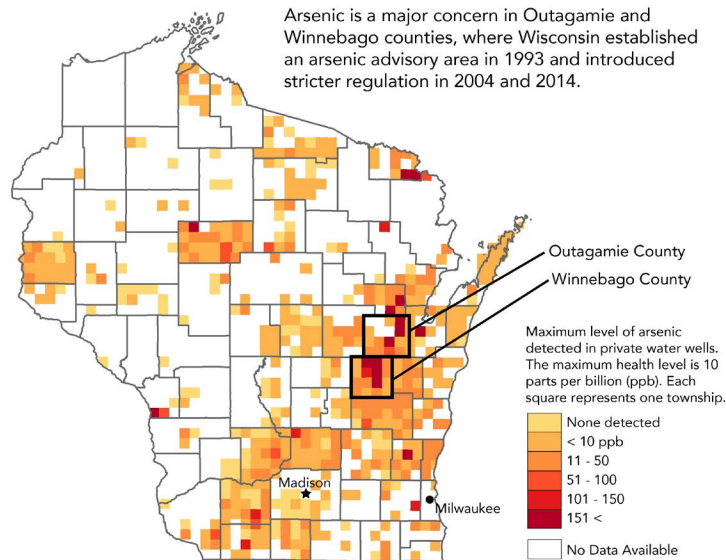 Arsenic is a major concern in Outagamie and
Winnebago counties, where Wisconsin established
an arsenic advisory area in 1993 and introduced
stricter regulation in 2004 and 2014.
Outagamie County
Winnebago County
Maximum level of arsenic
detected in private water wells.
The maximum health level is 10
parts per billion (ppb). Each
square represents one township.
None detected
< 10 ppb
11 - 50
51 - 100
101 - 150
151 <
No Data Available
Madison
Milwaukee